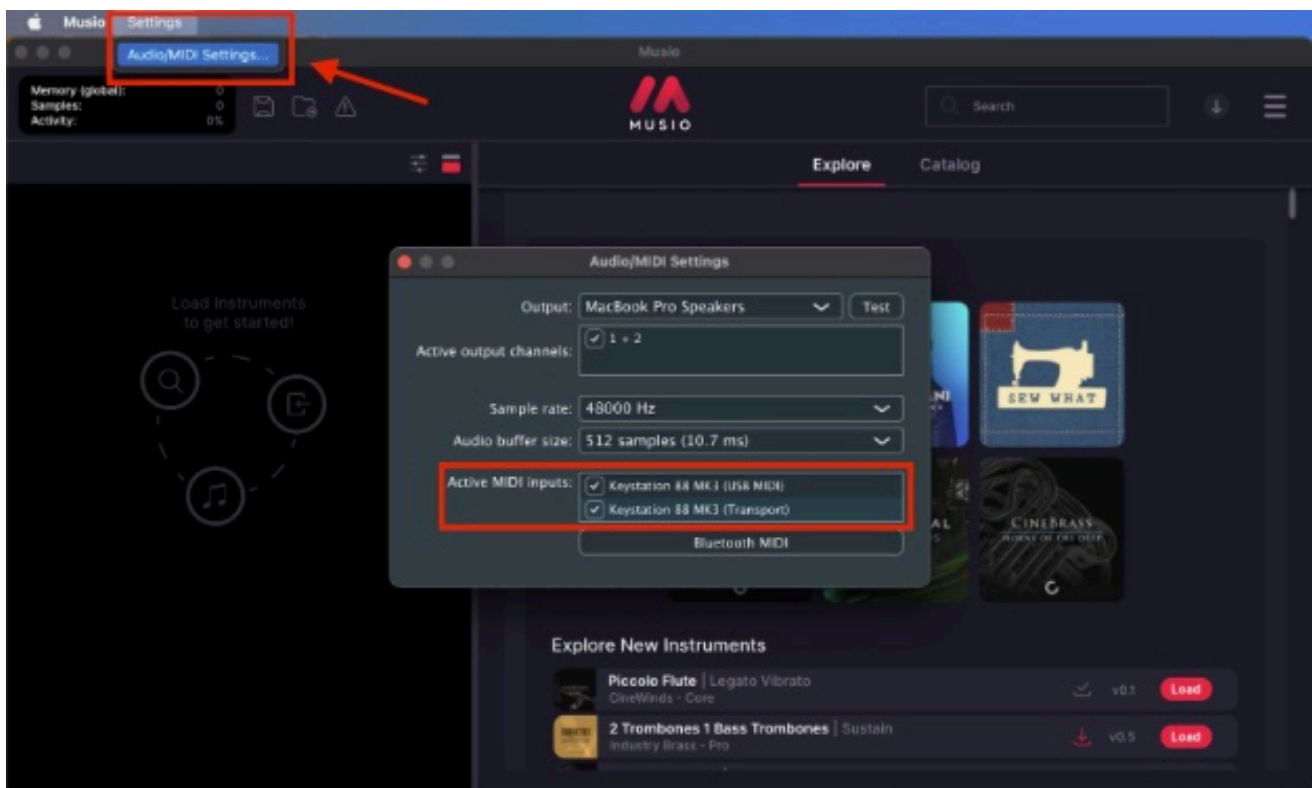 Musio Settings
Audio/MIDI Settings...
Musio
Memory (global): 0
Samples: 0
Activity: 0%
MUSIO
Search
Explore Catalog
Load Instruments
to get started!
Audio/MIDI Settings
Output: MacBook Pro Speakers Test
Active output channels: 1 + 2
Sample rate: 48000 Hz
Audio buffer size: 512 samples (10.7 ms)
Active MIDI inputs: Keystation 88 MK3 (USB MIDI)
Keystation 88 MK3 (Transport)
Bluetooth MIDI
SEW WHAT
CINEBRASS
Explore New Instruments
Piccolo Flute | Legato Vibrato
CineWinds - Core
v0.1 Load
2 Trombones 1 Bass Trombones | Sustain
Industry Brass - Pro
v0.5 Load